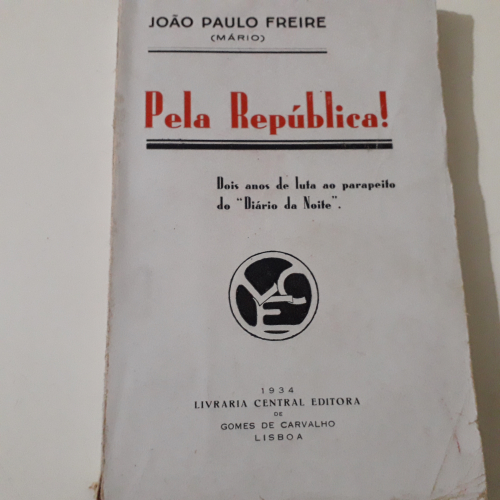 JOÃO PAULO FREIRE
(MÁRIO)
Pela República!
Dois anos de luta ao parapeito
do "Diário da Noite".
LCE
1934
LIVRARIA CENTRAL EDITORA
DE
GOMES DE CARVALHO
LISBOA